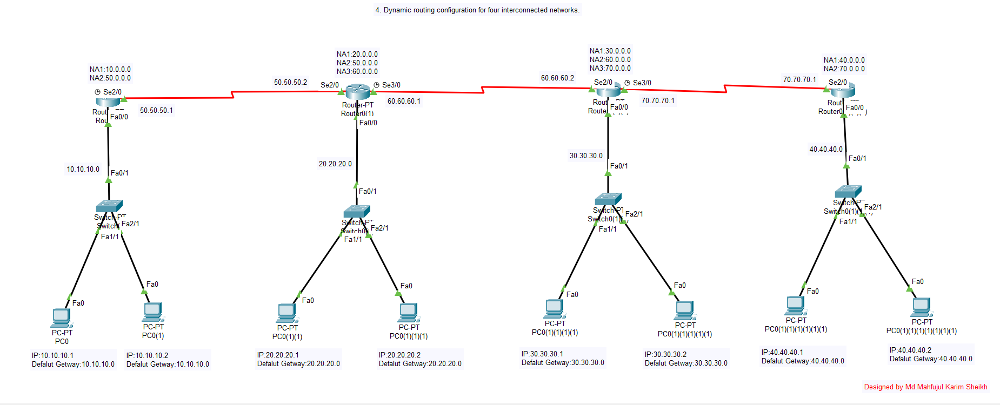 4. Dynamic routing configuration for four interconnected networks.
NA1:10.0.0.0
NA2:50.0.0.0
Se2/0
50.50.50.1
Fa0/0
10.10.10.0
Fa0/1
Fa2/1
Fa1/1
Fa0
Fa0
PC-PT
PC0
PC-PT
PC0(1)
IP:10.10.10.1
Defalut Getway:10.10.10.0
IP:10.10.10.2
Defalut Getway:10.10.10.0
NA1:20.0.0.0
NA2:50.0.0.0
NA3:60.0.0.0
50.50.50.2
Se2/0
Se3/0
60.60.60.1
Router-PT
Router0(1)
Fa0/0
20.20.20.0
Fa0/1
Switch-PT
Fa2/1
Fa1/1
Fa0
Fa0
PC-PT
PC0(1)(1)
PC-PT
PC0(1)(1)(1)
IP:20.20.20.1
Defalut Getway:20.20.20.0
IP:20.20.20.2
Defalut Getway:20.20.20.0
NA1:30.0.0.0
NA2:60.0.0.0
NA3:70.0.0.0
60.60.60.2
Se2/0
Se3/0
70.70.70.1
Fa0/0
30.30.30.0
Fa0/1
Switch-PT
Fa2/1
Fa1/1
Fa0
Fa0
PC-PT
PC0(1)(1)(1)(1)
PC-PT
PC0(1)(1)(1)(1)(1)
IP:30.30.30.1
Defalut Getway:30.30.30.0
IP:30.30.30.2
Defalut Getway:30.30.30.0
NA1:40.0.0.0
NA2:70.0.0.0
70.70.70.1
Se2/0
Fa0/0
40.40.40.0
Fa0/1
Switch-PT
Fa2/1
Fa1/1
Fa0
Fa0
PC-PT
PC0(1)(1)(1)(1)(1)(1)
PC-PT
PC0(1)(1)(1)(1)(1)(1)(1)
IP:40.40.40.1
Defalut Getway:40.40.40.0
IP:40.40.40.2
Defalut Getway:40.40.40.0
Designed by Md.Mahfujul Karim Sheikh